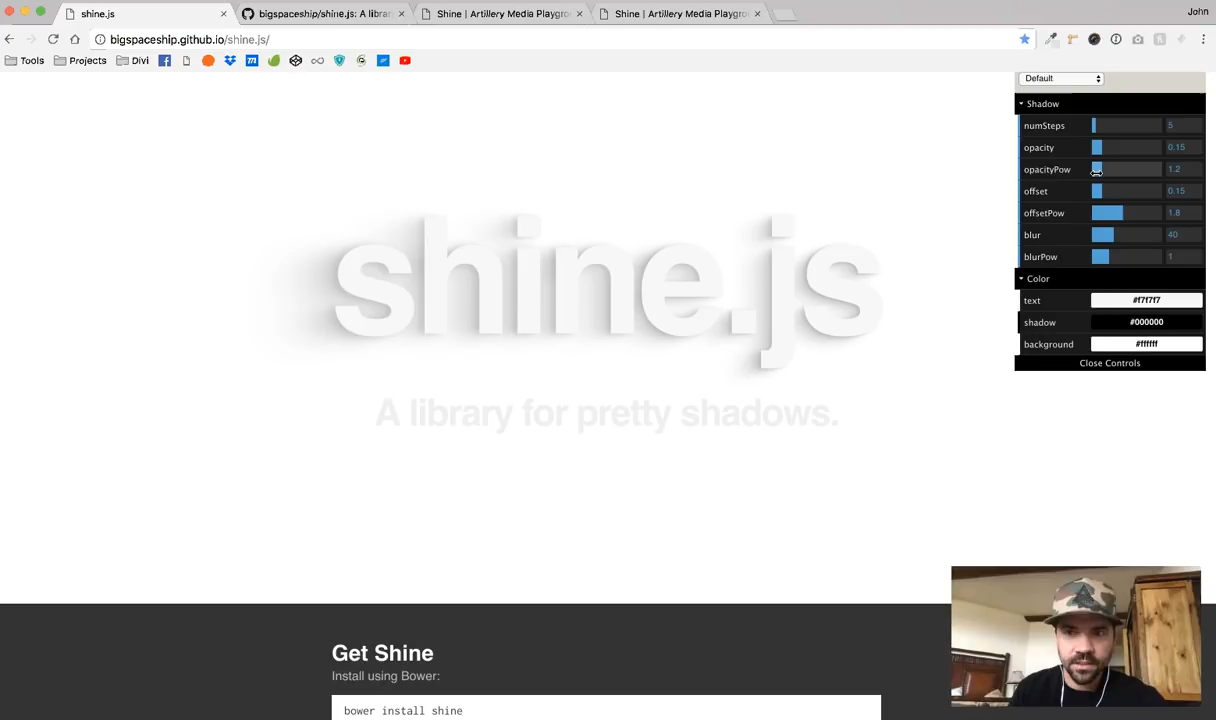 shine.js
bigspaceship/shine.js: A librar
Shine | Artillery Media Playgro
Shine | Artillery Media Playgro
John
bigspaceship.github.io/shine.js/
Tools
Projects
Divi
Default
Shadow
numSteps 5
opacity 0.15
opacityPow 1.2
offset 0.15
offsetPow 1.8
blur 40
blurPow 1
Color
text #f7f7f7
shadow #000000
background #ffffff
Close Controls
shine.js
A library for pretty shadows.
Get Shine
Install using Bower:
bower install shine